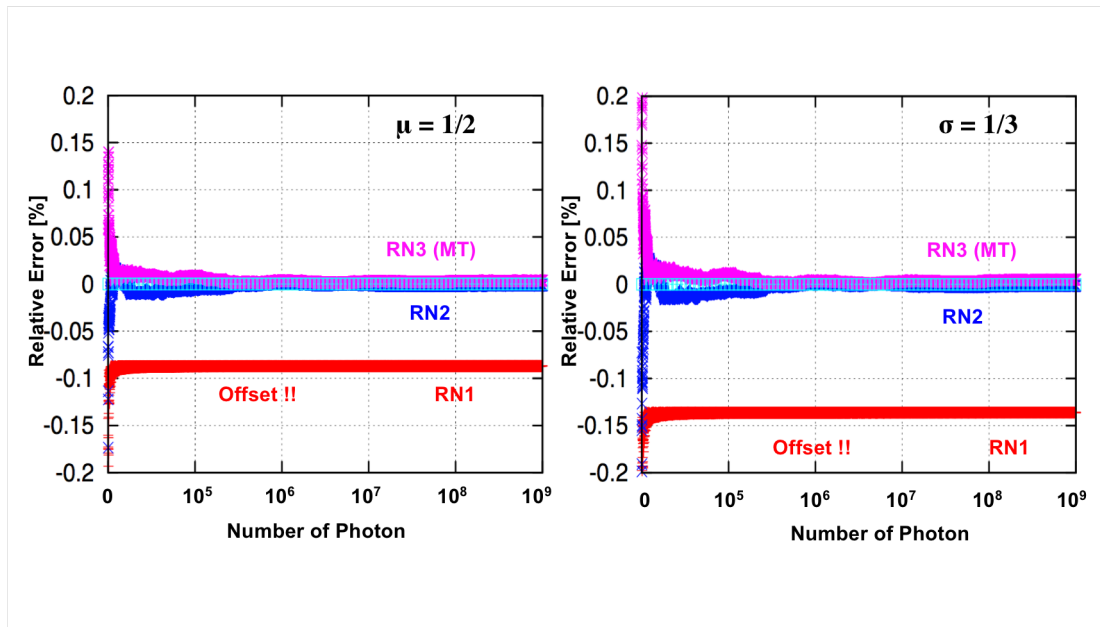 μ = 1/2
Relative Error [%]
0.2
0.15
0.1
0.05
0
-0.05
-0.1
-0.15
-0.2
RN3 (MT)
RN2
Offset !!
RN1
0
10⁵
10⁶
10⁷
10⁸
10⁹
Number of Photon
σ = 1/3
Relative Error [%]
0.2
0.15
0.1
0.05
0
-0.05
-0.1
-0.15
-0.2
RN3 (MT)
RN2
Offset !!
RN1
0
10⁵
10⁶
10⁷
10⁸
10⁹
Number of Photon